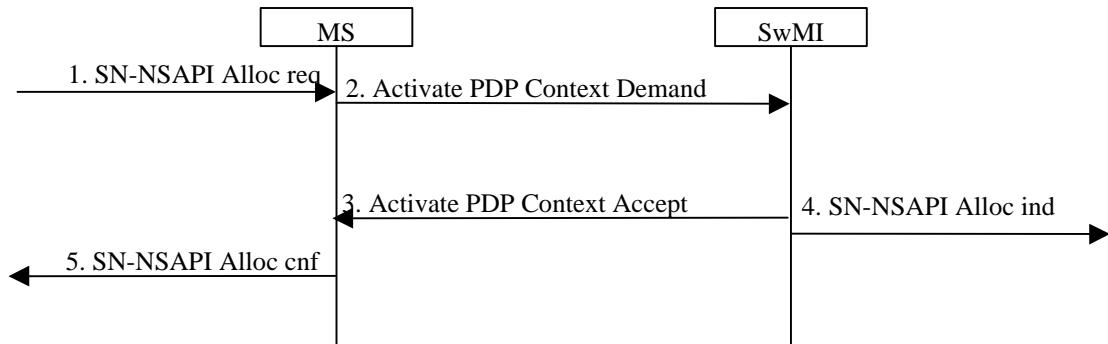 MS
SwMI
1. SN-NSAPI Alloc req
2. Activate PDP Context Demand
3. Activate PDP Context Accept
4. SN-NSAPI Alloc ind
5. SN-NSAPI Alloc cnf